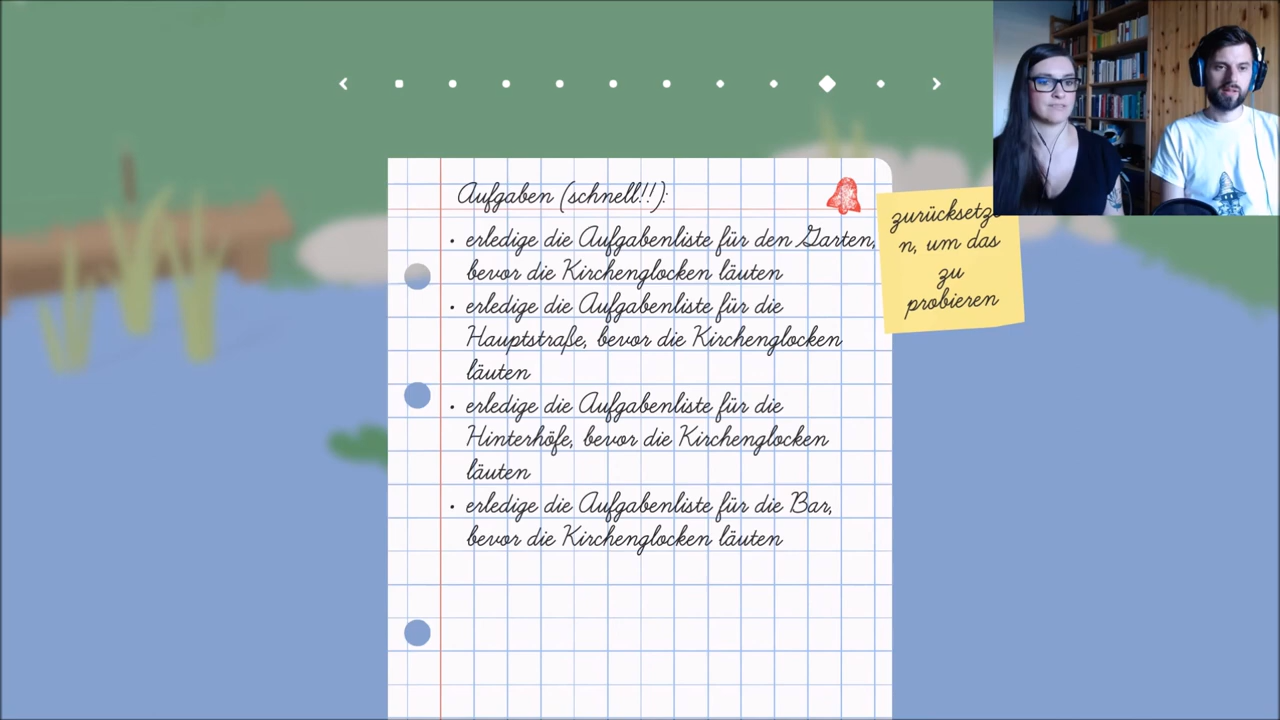 Aufgaben (schnell!!):
• erledige die Aufgabenliste für den Garten,
bevor die Kirchenglocken läuten
• erledige die Aufgabenliste für die
Hauptstraße, bevor die Kirchenglocken
läuten
• erledige die Aufgabenliste für die
Hinterhöfe, bevor die Kirchenglocken
läuten
• erledige die Aufgabenliste für die Bar,
bevor die Kirchenglocken läuten
zurücksetze
n, um das
zu
probieren